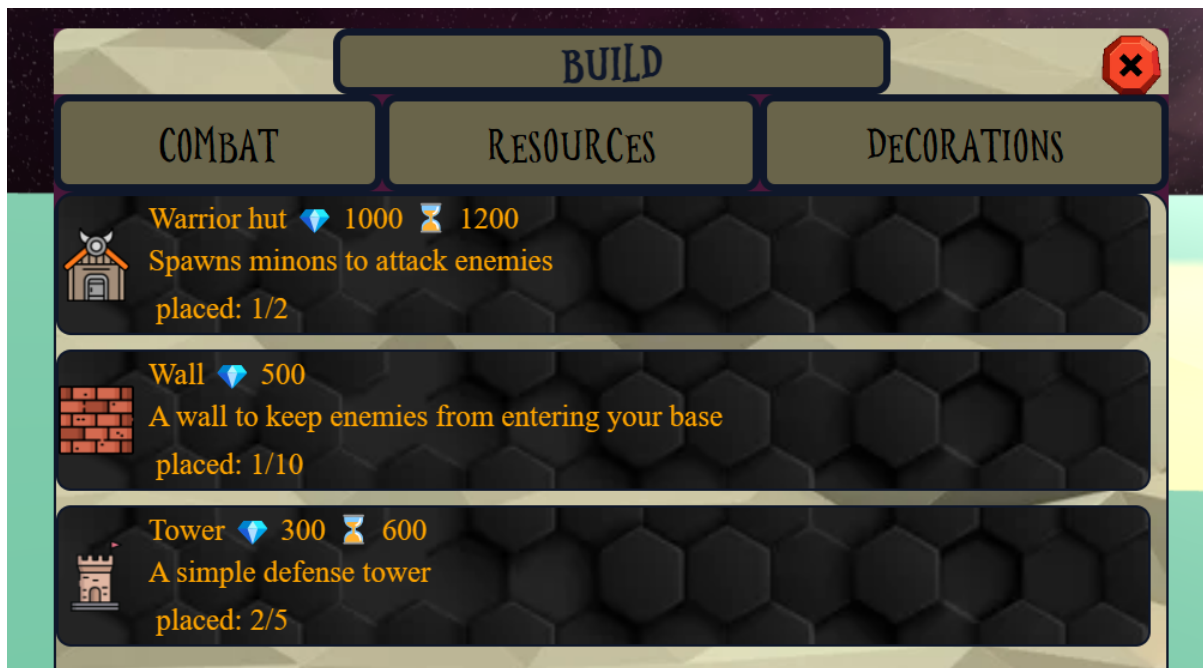 BUILD
COMBAT RESOURCES DECORATIONS
Warrior hut 💎 1000 ⏳ 1200
Spawns minons to attack enemies
placed: 1/2
Wall 💎 500
A wall to keep enemies from entering your base
placed: 1/10
Tower 💎 300 ⏳ 600
A simple defense tower
placed: 2/5